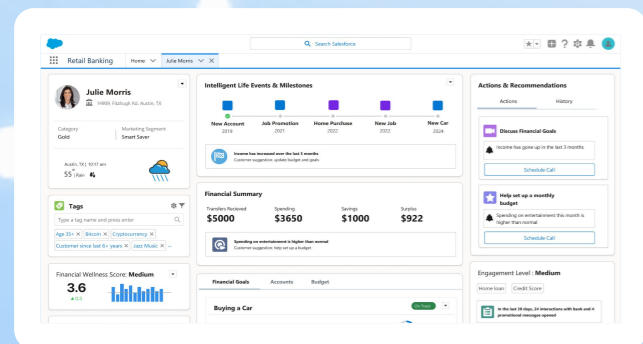 Search Salesforce
Retail Banking
Home
Julie Morris
Julie Morris
Fitzhugh Rd. Austin, TX
Category
Gold
Marketing Segment
Smart Saver
Austin, TX | 10:17 am
55° | Rain
Tags
Type a tag name and press enter
Age 35+ ×
Bitcoin ×
Cryptocurrency ×
Customer since last 6+ years ×
Jazz Music ×
Financial Wellness Score: Medium
3.6
Intelligent Life Events & Milestones
New Account
2019
Job Promotion
2021
Home Purchase
2022
New Job
2022
New Car
2024
Income has increased over the last 3 months
Customer suggestion: update budget and goals
Financial Summary
Transfers Recieved
$5000
Spending
$3650
Savings
$1000
Surplus
$922
Spending on entertainment is higher than normal
Customer suggestion: help set up a budget
Financial Goals
Accounts
Budget
Buying a Car
On Track
Actions & Recommendations
Actions
History
Discuss Financial Goals
Income has gone up in the last 3 months
Schedule Call
Help set up a monthly
budget
Spending on entertainment this month is
higher than normal
Schedule Call
Engagement Level : Medium
Home loan
Credit Score
In the last 30 days, 24 interactions with bank and 4
promotional messages opened